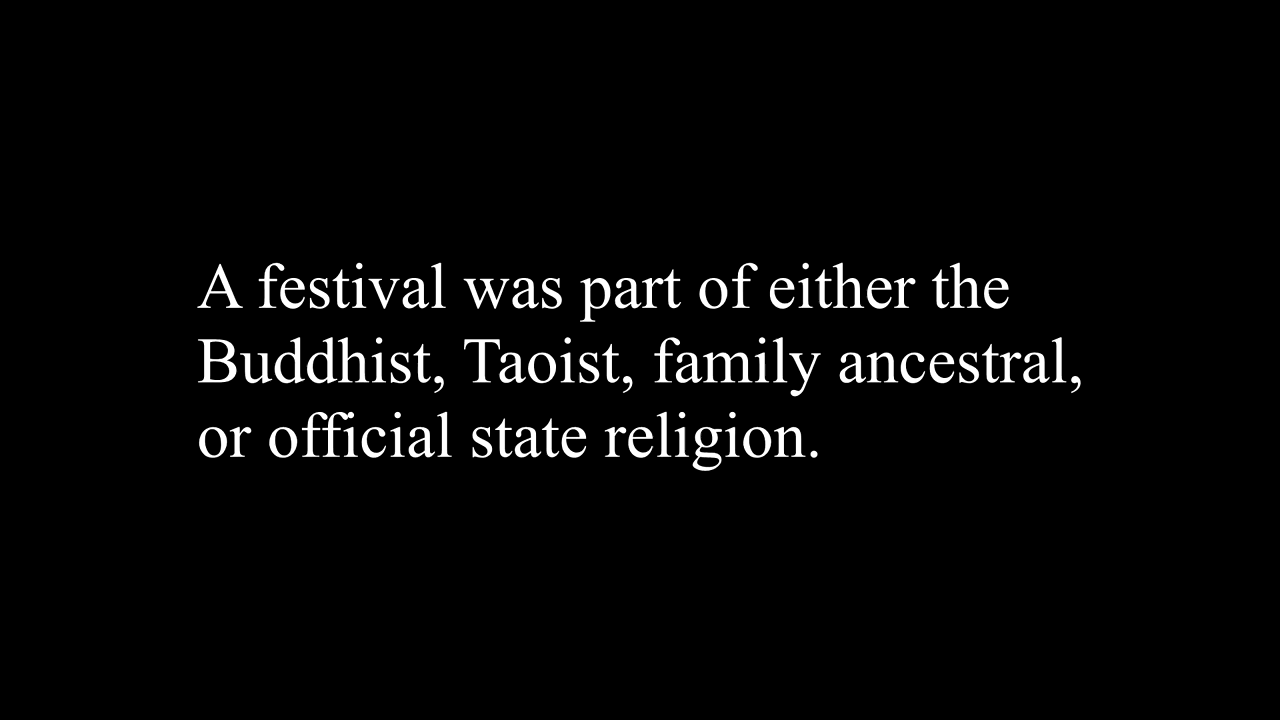 A festival was part of either the
Buddhist, Taoist, family ancestral,
or official state religion.